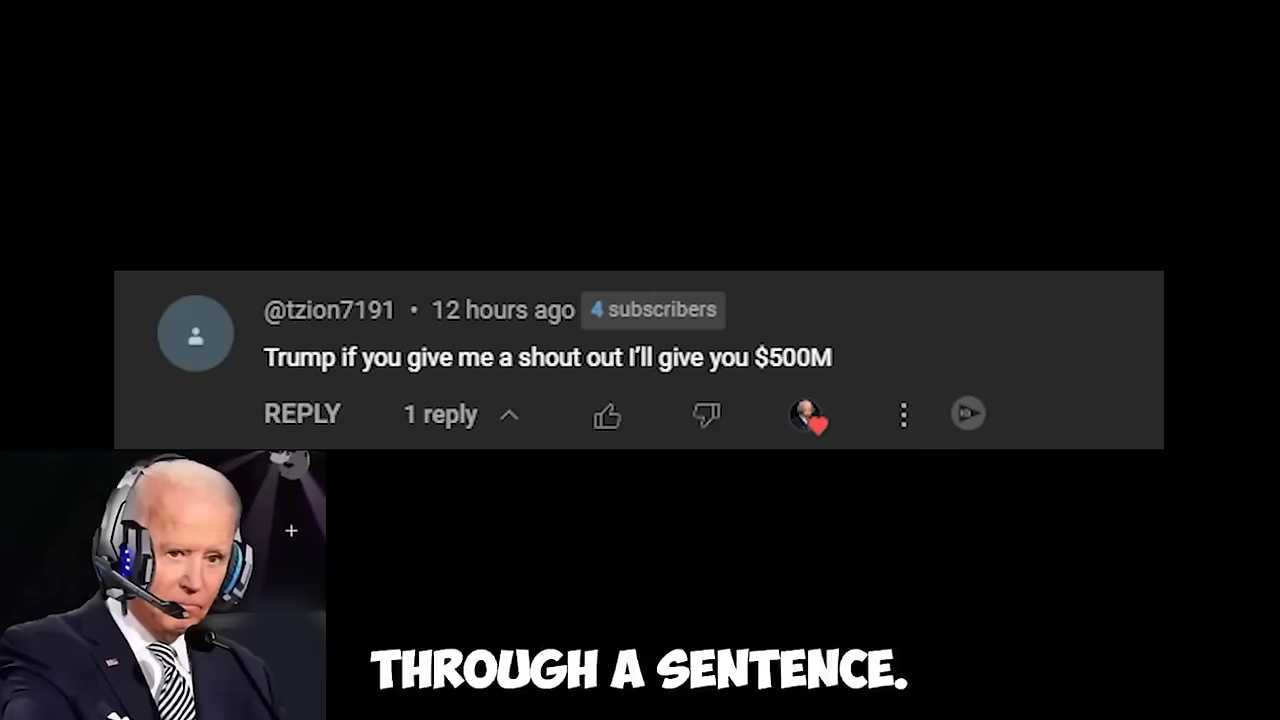 @tzion7191 • 12 hours ago 4 subscribers
Trump if you give me a shout out I'll give you $500M
REPLY 1 reply
THROUGH A SENTENCE.